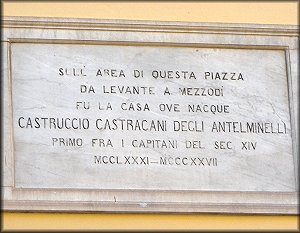 SULL'AREA DI QUESTA PIAZZA
DA LEVANTE A MEZZODÌ
FU LA CASA OVE NACQUE
CASTRUCCIO CASTRACANI DEGLI ANTELMINELLI
PRIMO FRA I CAPITANI DEL SEC XIV
MCCLXXXI—MCCCXXVII